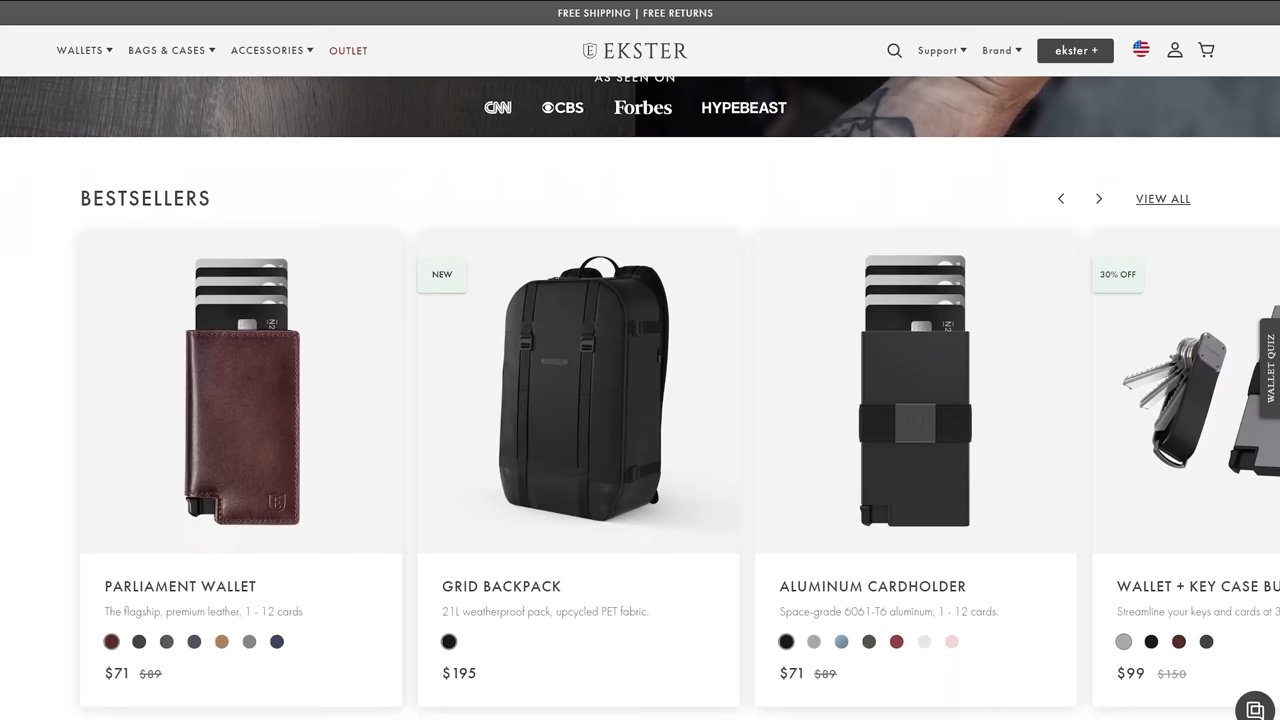 FREE SHIPPING | FREE RETURNS
WALLETS BAGS & CASES ACCESSORIES OUTLET EKSTER Support Brand ekster +
AS SEEN ON
CNN CBS Forbes HYPEBEAST
BESTSELLERS
VIEW ALL
NEW
30% OFF
WALLET QUIZ
PARLIAMENT WALLET
The flagship, premium leather, 1 - 12 cards
$71 $89
GRID BACKPACK
21L weatherproof pack, upcycled PET fabric.
$195
ALUMINUM CARDHOLDER
Space-grade 6061-T6 aluminum, 1 - 12 cards.
$71 $89
WALLET + KEY CASE BU
Streamline your keys and cards at 3
$99 $150